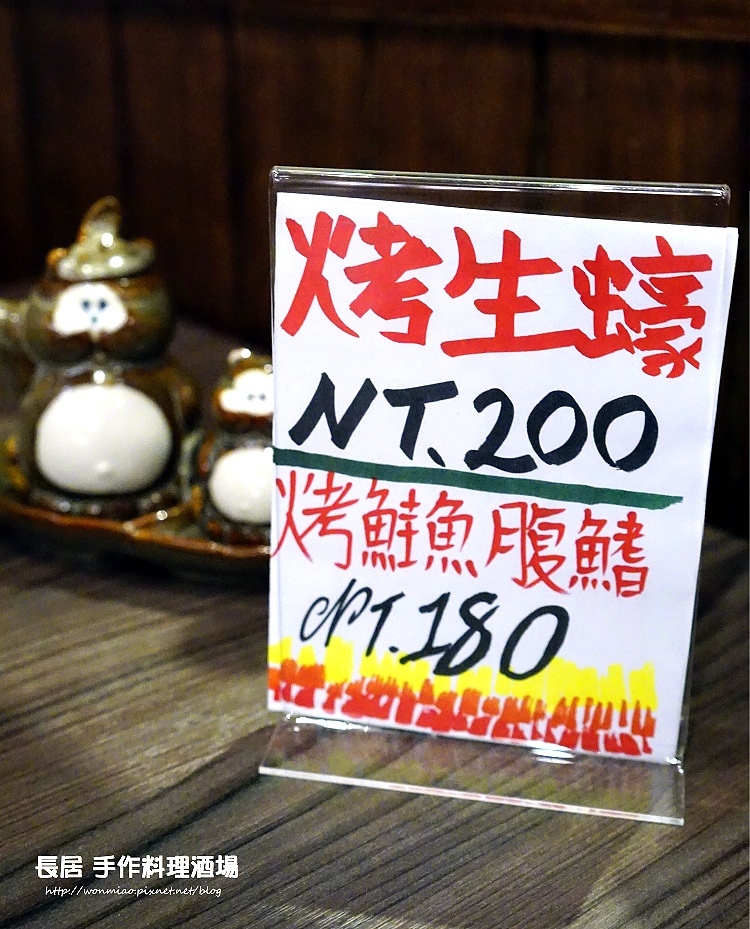 烤生蠔
NT.200
烤鮭魚腹鰭
NT.180
長居 手作料理酒場
http://wonmiao.pixnet.net/blog